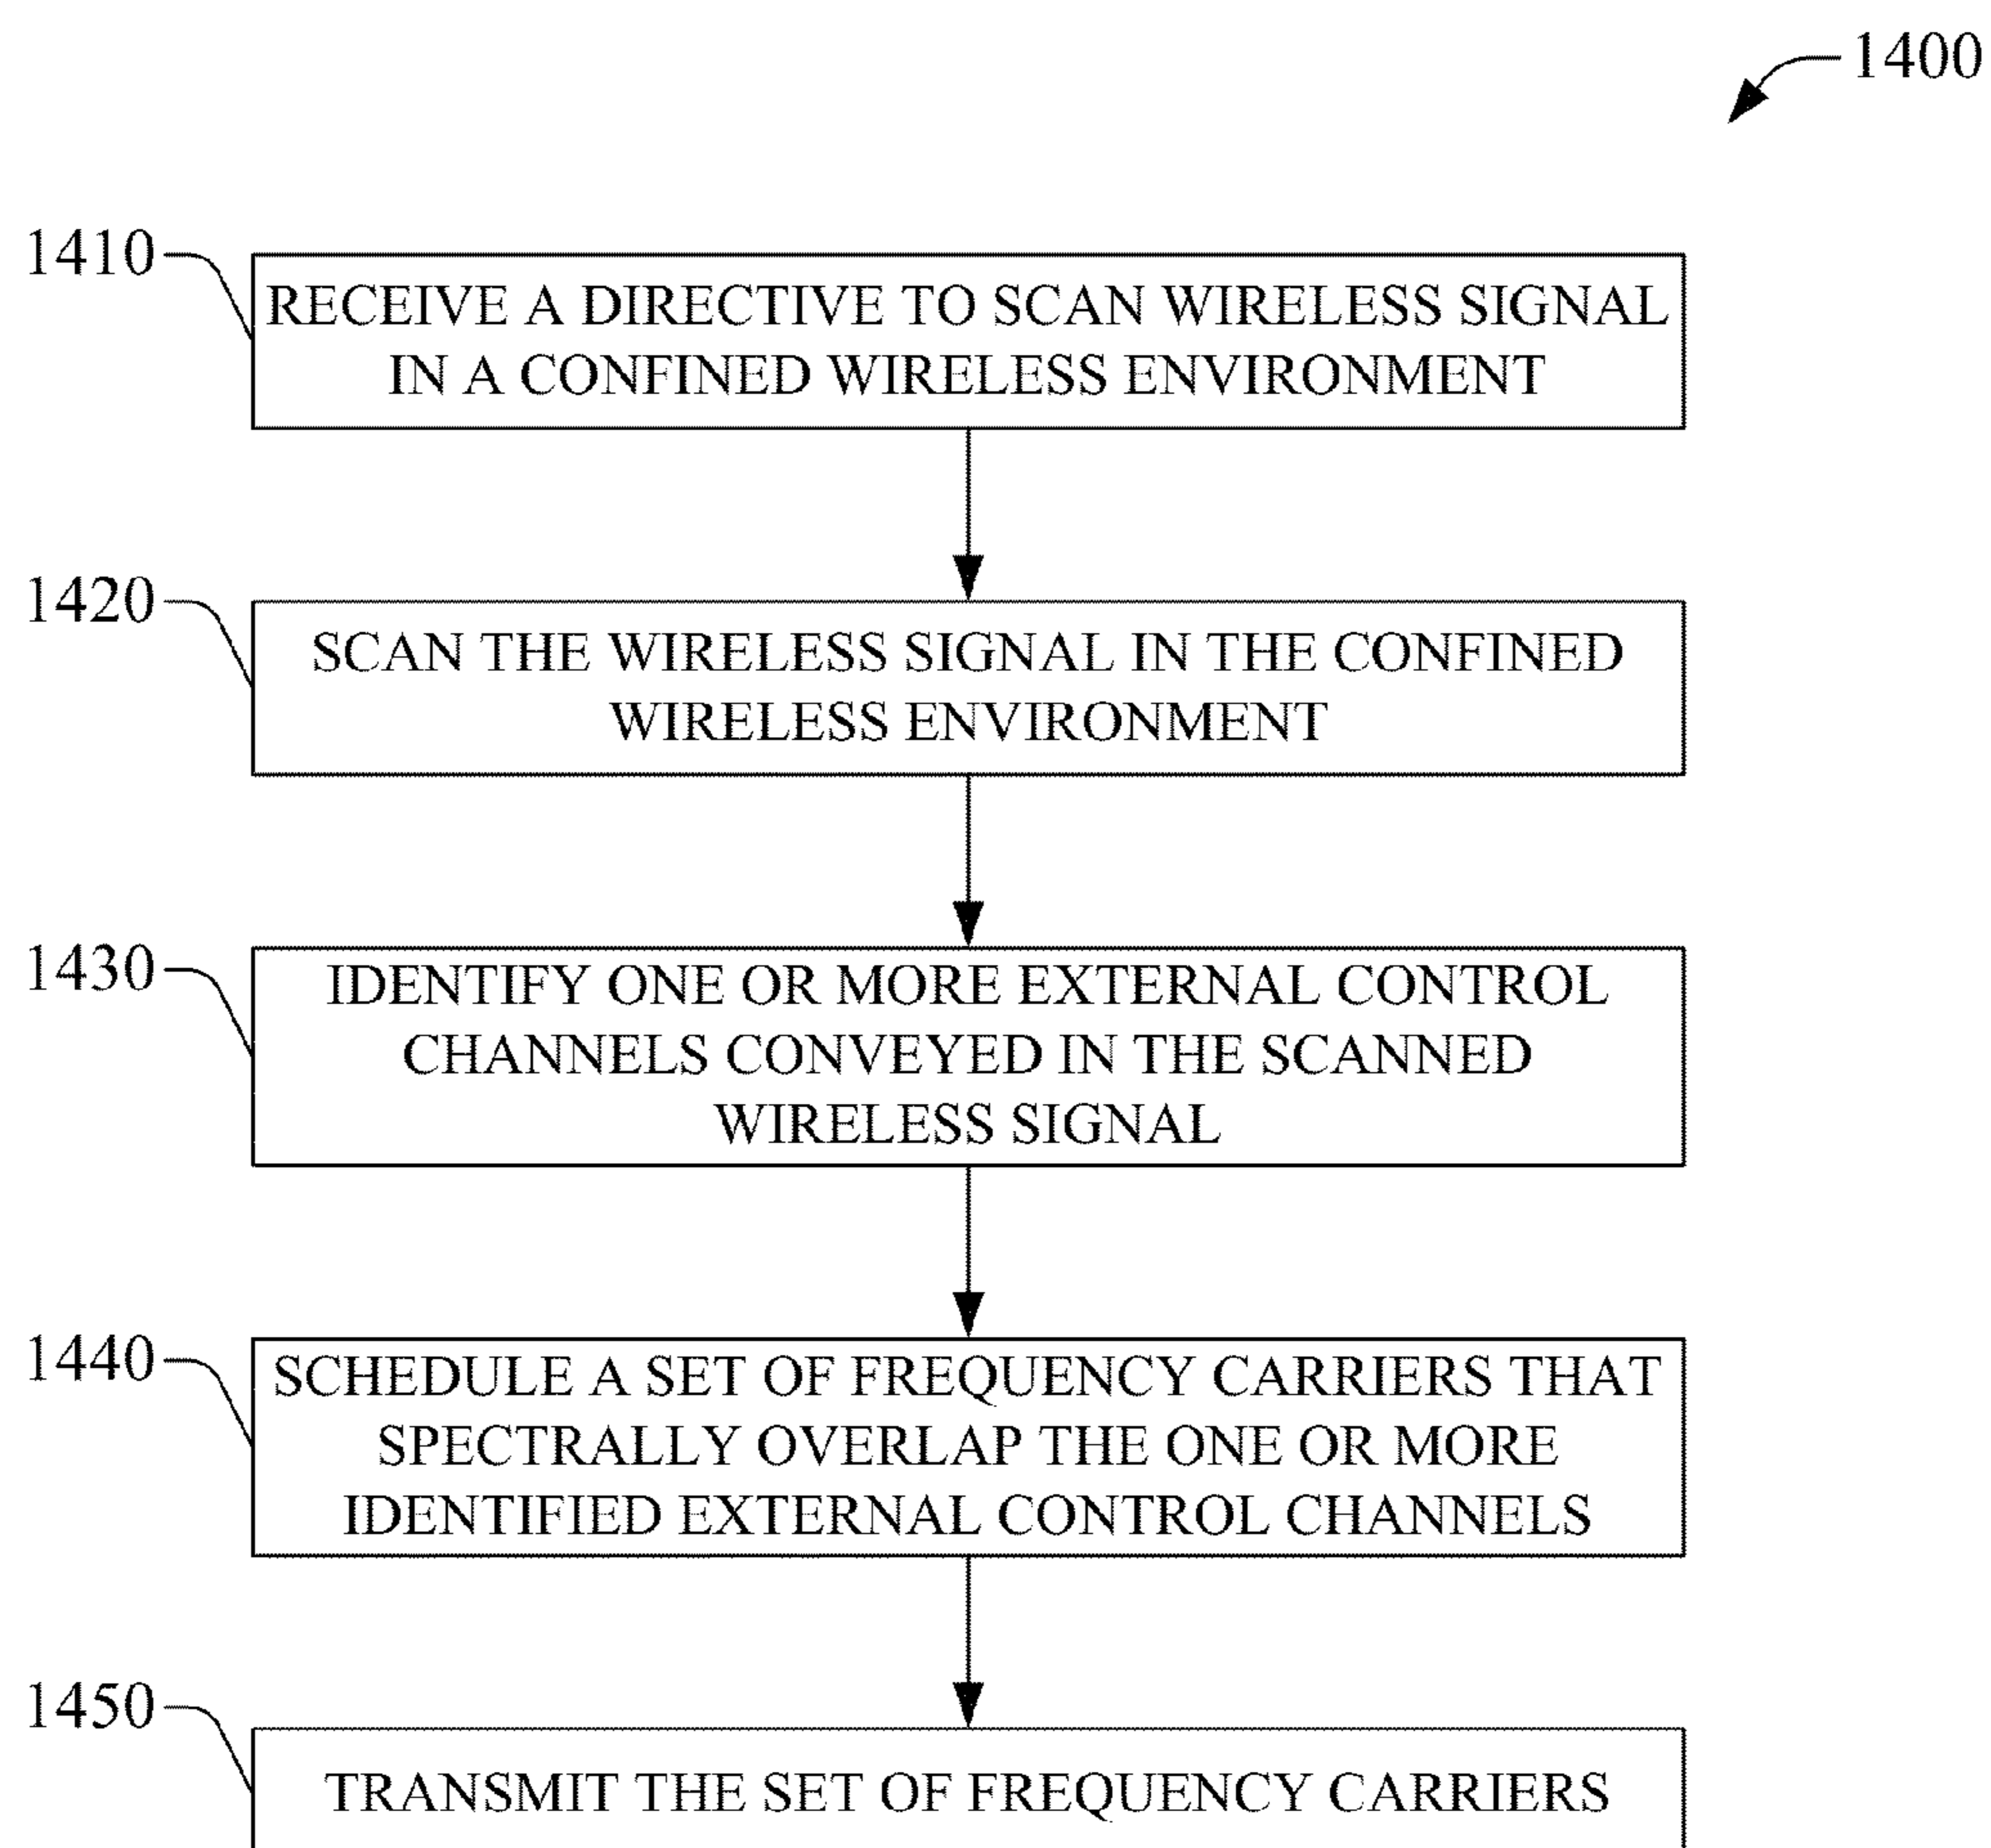 1400
1410
RECEIVE A DIRECTIVE TO SCAN WIRELESS SIGNAL
IN A CONFINED WIRELESS ENVIRONMENT
1420
SCAN THE WIRELESS SIGNAL IN THE CONFINED
WIRELESS ENVIRONMENT
1430
IDENTIFY ONE OR MORE EXTERNAL CONTROL
CHANNELS CONVEYED IN THE SCANNED
WIRELESS SIGNAL
1440
SCHEDULE A SET OF FREQUENCY CARRIERS THAT
SPECTRALLY OVERLAP THE ONE OR MORE
IDENTIFIED EXTERNAL CONTROL CHANNELS
1450
TRANSMIT THE SET OF FREQUENCY CARRIERS